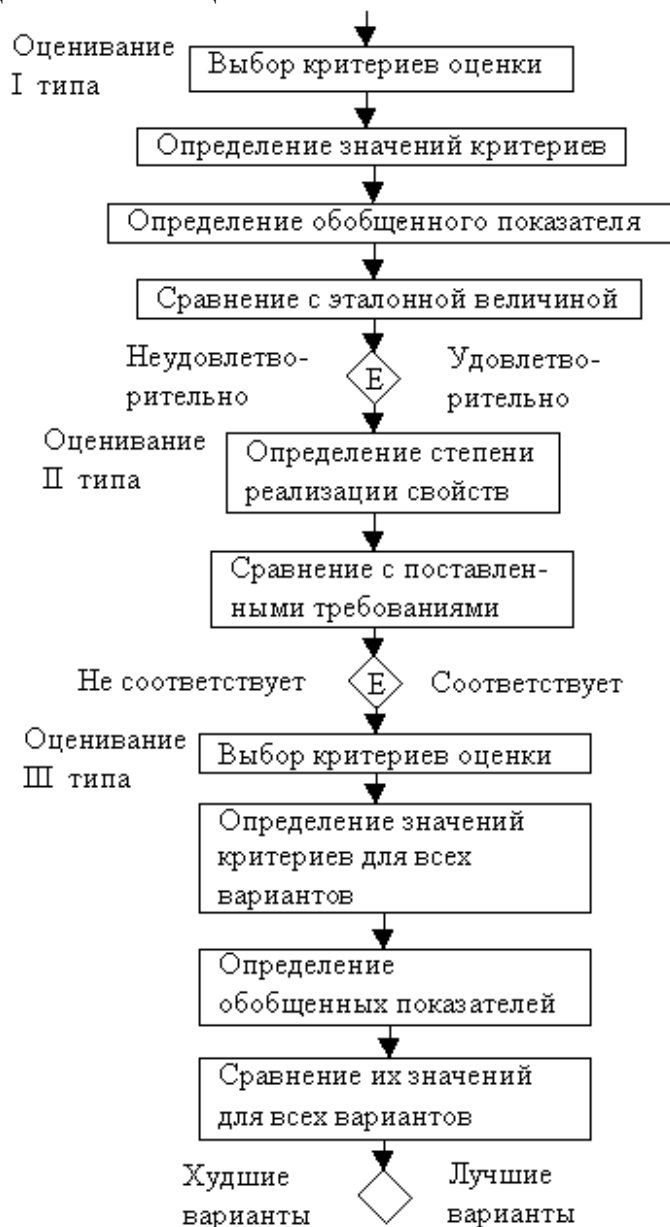 Оценивание
I типа
Выбор критериев оценки
Определение значений критериев
Определение обобщенного показателя
Сравнение с эталонной величиной
Неудовлетво-
рительно
E
Удовлетво-
рительно
Оценивание
II типа
Определение степени
реализации свойств
Сравнение с поставлен-
ными требованиями
Не соответствует
E
Соответствует
Оценивание
III типа
Выбор критериев оценки
Определение значений
критериев для всех
вариантов
Определение
обобщенных показателей
Сравнение их значений
для всех вариантов
Худшие
варианты
Лучшие
варианты